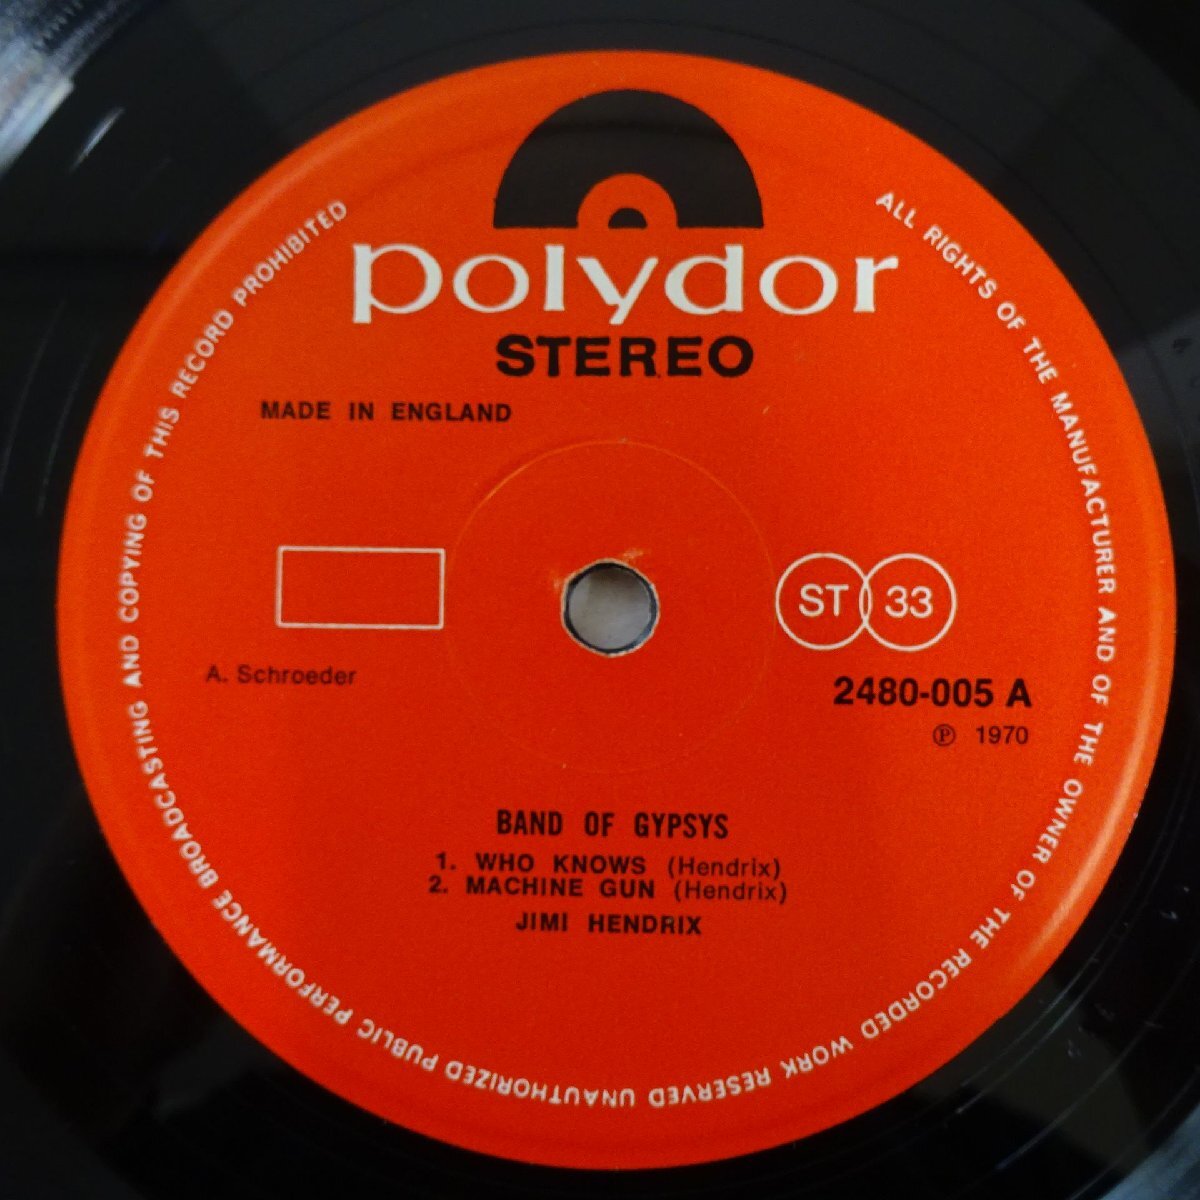 polydor
STEREO
MADE IN ENGLAND
ST 33
A. Schroeder
2480-005 A
℗ 1970
BAND OF GYPSYS
1. WHO KNOWS (Hendrix)
2. MACHINE GUN (Hendrix)
JIMI HENDRIX
ALL RIGHTS OF THE MANUFACTURER AND OF THE OWNER OF THE RECORDED WORK RESERVED UNAUTHORIZED PUBLIC PERFORMANCE BROADCASTING AND COPYING OF THIS RECORD PROHIBITED